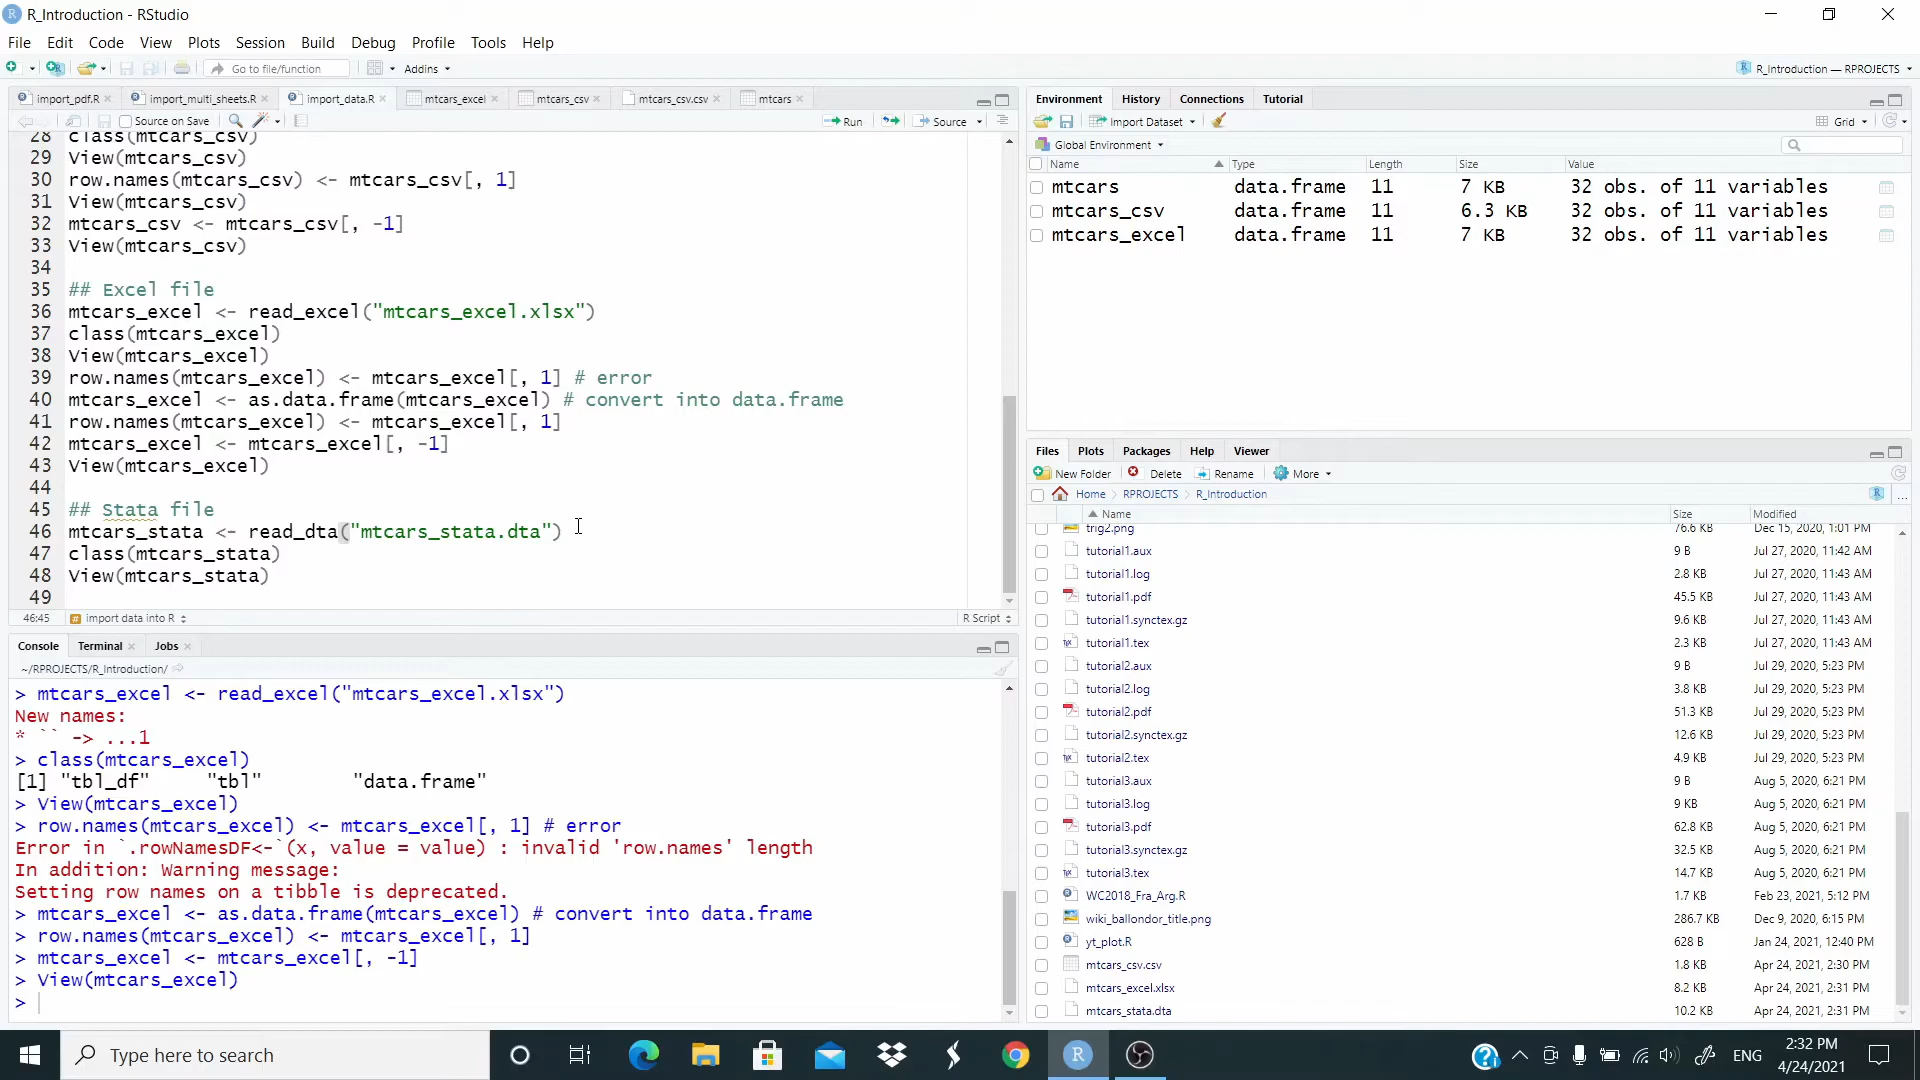 R_Introduction - RStudio
File Edit Code View Plots Session Build Debug Profile Tools Help
Go to file/function Addins R_Introduction — RPROJECTS
import_pdf.R import_multi_sheets.R import_data.R mtcars_excel mtcars_csv mtcars_csv.csv mtcars
Source on Save Run Source
28 class(mtcars_csv)
29 View(mtcars_csv)
30 row.names(mtcars_csv) <- mtcars_csv[, 1]
31 View(mtcars_csv)
32 mtcars_csv <- mtcars_csv[, -1]
33 View(mtcars_csv)
34
35 ## Excel file
36 mtcars_excel <- read_excel("mtcars_excel.xlsx")
37 class(mtcars_excel)
38 View(mtcars_excel)
39 row.names(mtcars_excel) <- mtcars_excel[, 1] # error
40 mtcars_excel <- as.data.frame(mtcars_excel) # convert into data.frame
41 row.names(mtcars_excel) <- mtcars_excel[, 1]
42 mtcars_excel <- mtcars_excel[, -1]
43 View(mtcars_excel)
44
45 ## Stata file
46 mtcars_stata <- read_dta("mtcars_stata.dta")
47 class(mtcars_stata)
48 View(mtcars_stata)
49
46:45 import data into R R Script
Console Terminal Jobs
~/RPROJECTS/R_Introduction/
> mtcars_excel <- read_excel("mtcars_excel.xlsx")
New names:
* `` -> ...1
> class(mtcars_excel)
[1] "tbl_df" "tbl" "data.frame"
> View(mtcars_excel)
> row.names(mtcars_excel) <- mtcars_excel[, 1] # error
Error in `.rowNamesDF<-`(x, value = value) : invalid 'row.names' length
In addition: Warning message:
Setting row names on a tibble is deprecated.
> mtcars_excel <- as.data.frame(mtcars_excel) # convert into data.frame
> row.names(mtcars_excel) <- mtcars_excel[, 1]
> mtcars_excel <- mtcars_excel[, -1]
> View(mtcars_excel)
>
Environment History Connections Tutorial
Import Dataset Grid
Global Environment
Name Type Length Size Value
mtcars data.frame 11 7 KB 32 obs. of 11 variables
mtcars_csv data.frame 11 6.3 KB 32 obs. of 11 variables
mtcars_excel data.frame 11 7 KB 32 obs. of 11 variables
Files Plots Packages Help Viewer
New Folder Delete Rename More
Home RPROJECTS R_Introduction ...
Name Size Modified
trig2.png 76.6 KB Dec 15, 2020, 1:01 PM
tutorial1.aux 9 B Jul 27, 2020, 11:42 AM
tutorial1.log 2.8 KB Jul 27, 2020, 11:43 AM
tutorial1.pdf 45.5 KB Jul 27, 2020, 11:43 AM
tutorial1.synctex.gz 9.6 KB Jul 27, 2020, 11:43 AM
tutorial1.tex 2.3 KB Jul 27, 2020, 11:43 AM
tutorial2.aux 9 B Jul 29, 2020, 5:23 PM
tutorial2.log 3.8 KB Jul 29, 2020, 5:23 PM
tutorial2.pdf 51.3 KB Jul 29, 2020, 5:23 PM
tutorial2.synctex.gz 12.6 KB Jul 29, 2020, 5:23 PM
tutorial2.tex 4.9 KB Jul 29, 2020, 5:23 PM
tutorial3.aux 9 B Aug 5, 2020, 6:21 PM
tutorial3.log 9 KB Aug 5, 2020, 6:21 PM
tutorial3.pdf 62.8 KB Aug 5, 2020, 6:21 PM
tutorial3.synctex.gz 32.5 KB Aug 5, 2020, 6:21 PM
tutorial3.tex 14.7 KB Aug 5, 2020, 6:21 PM
WC2018_Fra_Arg.R 1.7 KB Feb 23, 2021, 5:12 PM
wiki_ballondor_title.png 286.7 KB Dec 9, 2020, 6:15 PM
yt_plot.R 628 B Jan 24, 2021, 12:40 PM
mtcars_csv.csv 1.8 KB Apr 24, 2021, 2:30 PM
mtcars_excel.xlsx 8.2 KB Apr 24, 2021, 2:31 PM
mtcars_stata.dta 10.2 KB Apr 24, 2021, 2:31 PM
Type here to search ENG 2:32 PM
4/24/2021